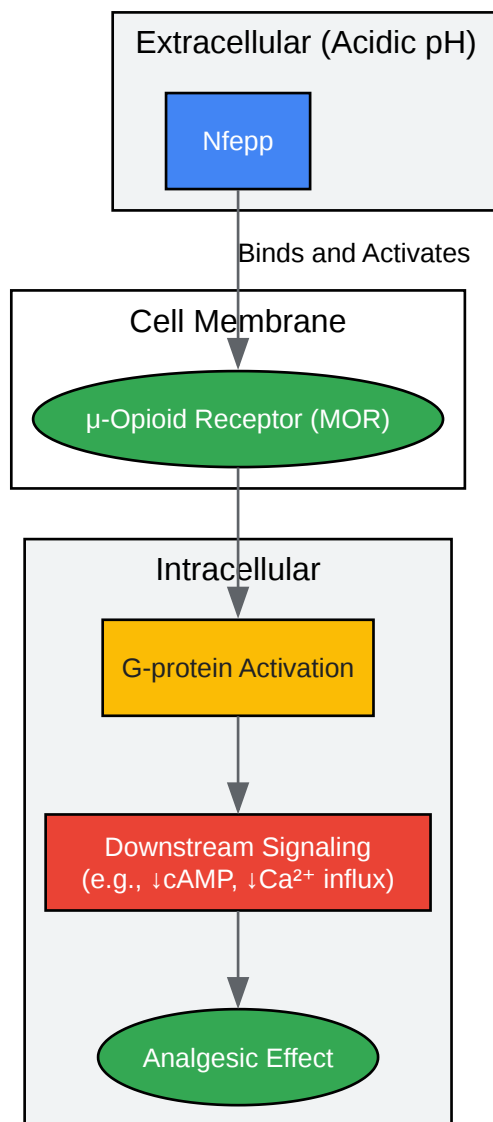 Extracellular (Acidic pH)
Nfepp
Binds and Activates
Cell Membrane
μ-Opioid Receptor (MOR)
Intracellular
G-protein Activation
Downstream Signaling
(e.g., ↓cAMP, ↓Ca²⁺ influx)
Analgesic Effect